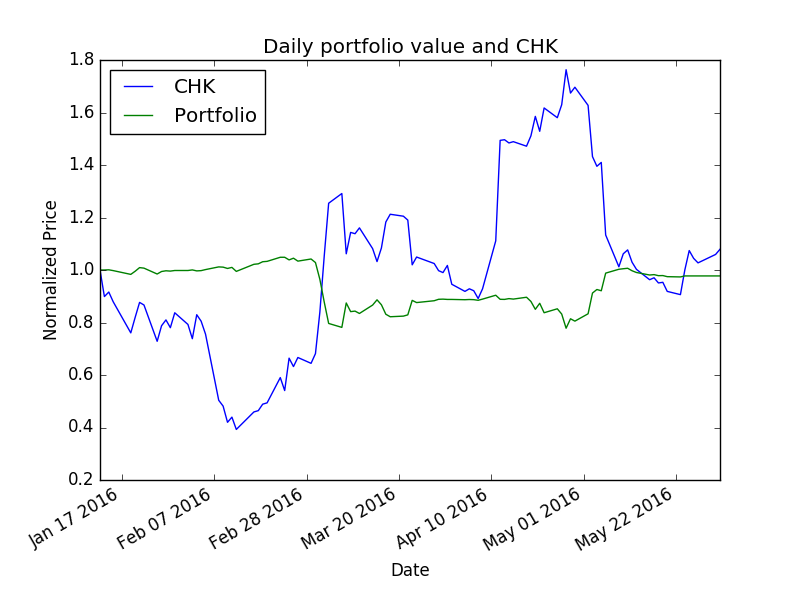 Daily portfolio value and CHK
CHK
Portfolio
1.8
1.6
1.4
1.2
1.0
0.8
0.6
0.4
0.2
Normalized Price
Jan 17 2016
Feb 07 2016
Feb 28 2016
Mar 20 2016
Apr 10 2016
May 01 2016
May 22 2016
Date